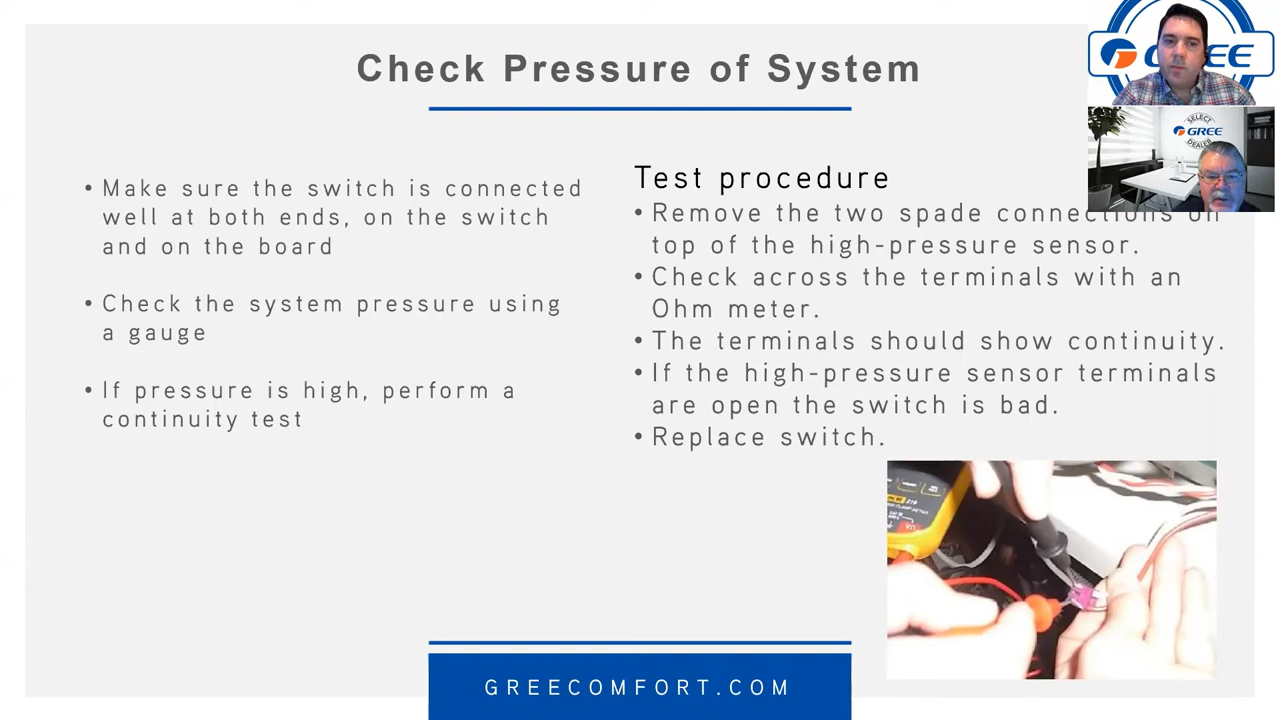 Check Pressure of System
GREE
SELECT
GREE
DEALER
• Make sure the switch is connected
well at both ends, on the switch
and on the board
• Check the system pressure using
a gauge
• If pressure is high, perform a
continuity test
Test procedure
• Remove the two spade connections on
top of the high-pressure sensor.
• Check across the terminals with an
Ohm meter.
• The terminals should show continuity.
• If the high-pressure sensor terminals
are open the switch is bad.
• Replace switch.
GREECOMFORT.COM